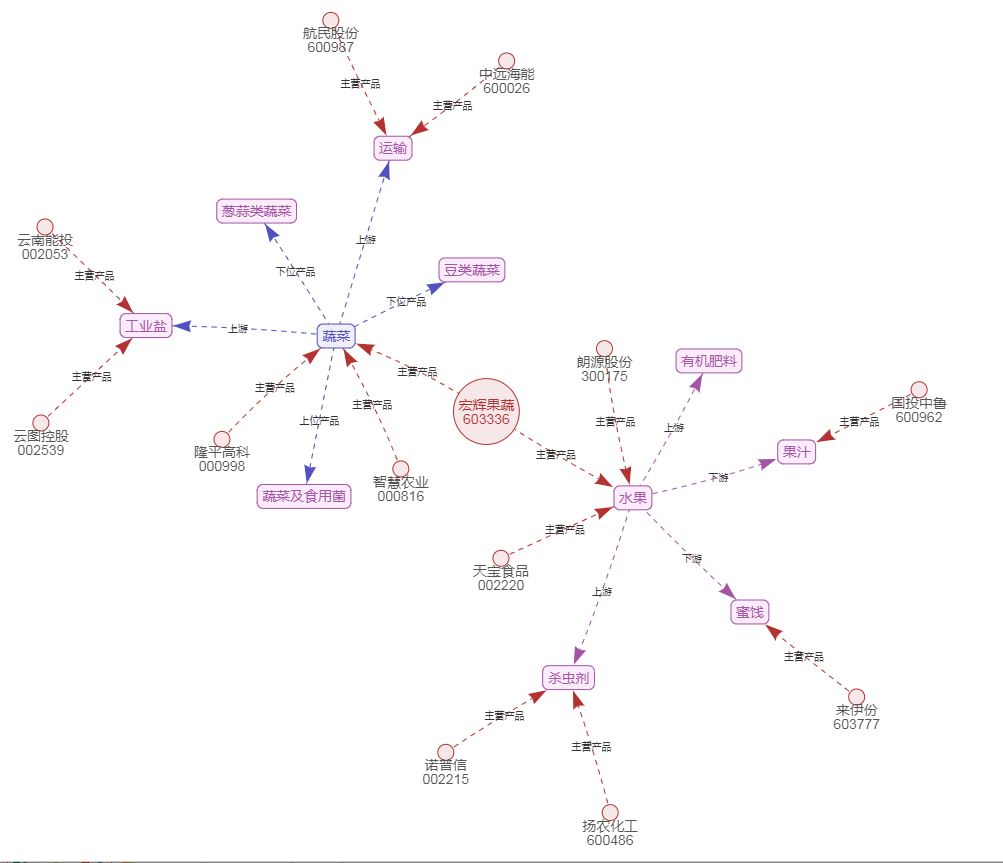 航民股份
600987
中远海能
600026
主营产品
主营产品
运输
葱蒜类蔬菜
云南能投
002053
上游
豆类蔬菜
主营产品
下位产品
下位产品
工业盐
上游
蔬菜
朗源股份
300175
有机肥料
主营产品
主营产品
主营产品
国投中鲁
600962
宏辉果蔬
603336
主营产品
云图控股
002539
上位产品
主营产品
主营产品
上游
主营产品
隆平高科
000998
主营产品
果汁
智慧农业
000816
下游
蔬菜及食用菌
水果
主营产品
天宝食品
002220
下游
上游
蜜饯
主营产品
杀虫剂
来伊份
603777
主营产品
主营产品
诺普信
002215
扬农化工
600486